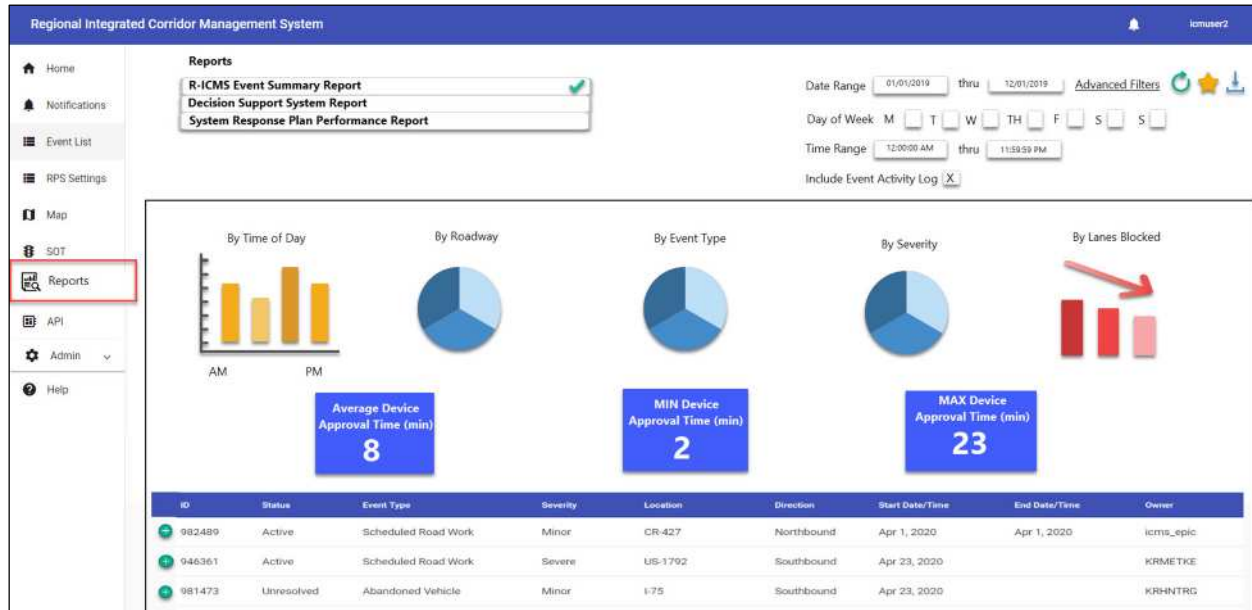 Regional Integrated Corridor Management System
icmuser2
Home
Notifications
Event List
RPS Settings
Map
SOT
Reports
API
Admin
Help
Reports
R-ICMS Event Summary Report
Decision Support System Report
System Response Plan Performance Report
Date Range 01/01/2019 thru 12/01/2019 Advanced Filters
Day of Week M T W TH F S S
Time Range 12:00:00 AM thru 11:59:59 PM
Include Event Activity Log X
By Time of Day
AM PM
By Roadway
By Event Type
By Severity
By Lanes Blocked
Average Device
Approval Time (min)
8
MIN Device
Approval Time (min)
2
MAX Device
Approval Time (min)
23
ID Status Event Type Severity Location Direction Start Date/Time End Date/Time Owner
982489 Active Scheduled Road Work Minor CR-427 Northbound Apr 1, 2020 Apr 1, 2020 icms_epic
946361 Active Scheduled Road Work Severe US-1792 Southbound Apr 23, 2020 KRMETKE
981473 Unresolved Abandoned Vehicle Minor I-75 Southbound Apr 23, 2020 KRHNTRG